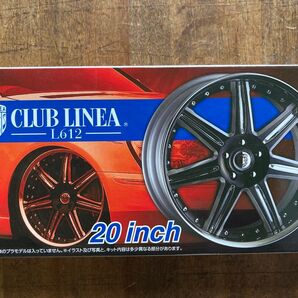 CLUB LINEA®
L612
20 inch
のプラモデルは入っていません。※イラスト及び写真と、キット内容は多少異なる部分があります。